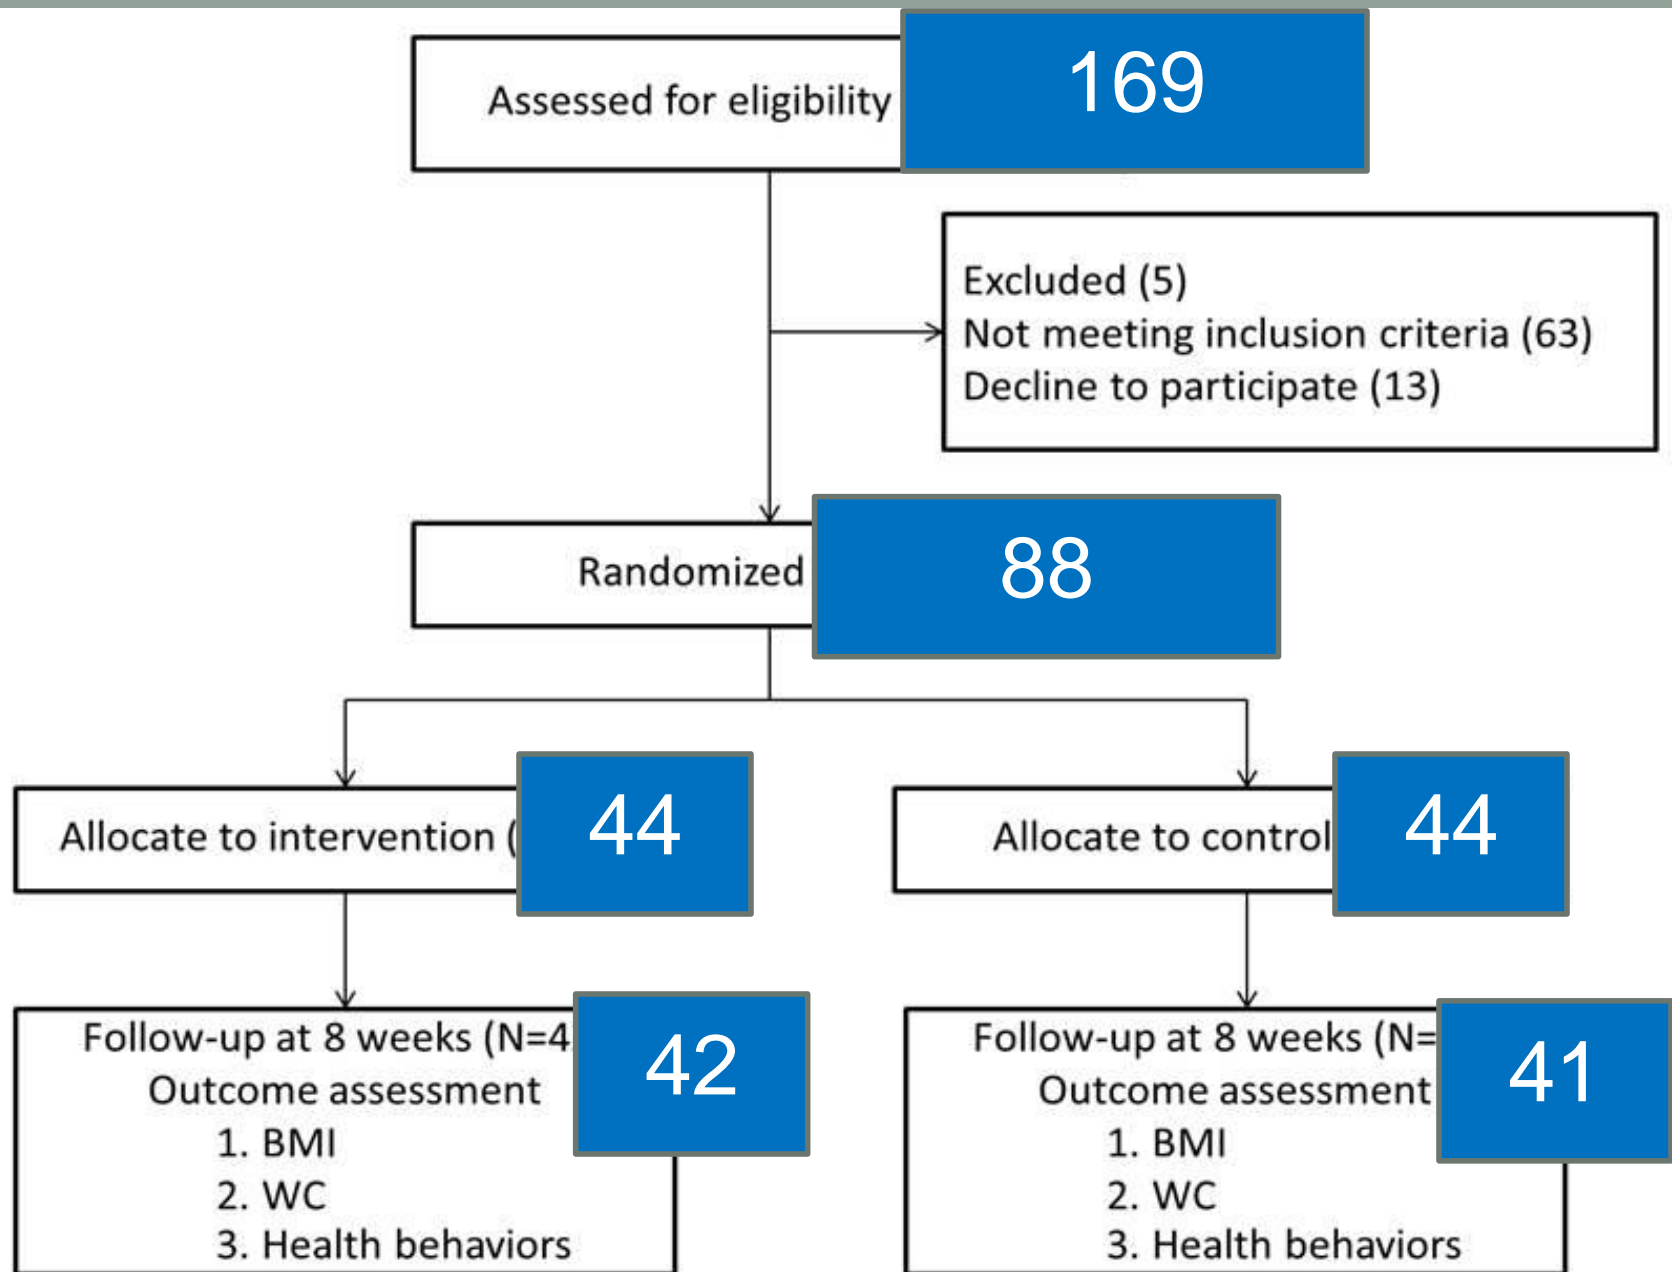 Assessed for eligibility
169
Excluded (5)
Not meeting inclusion criteria (63)
Decline to participate (13)
Randomized
88
Allocate to intervention (
44
Allocate to control
44
Follow-up at 8 weeks (N=4
42
Outcome assessment
1. BMI
2. WC
3. Health behaviors
Follow-up at 8 weeks (N=
41
Outcome assessment
1. BMI
2. WC
3. Health behaviors